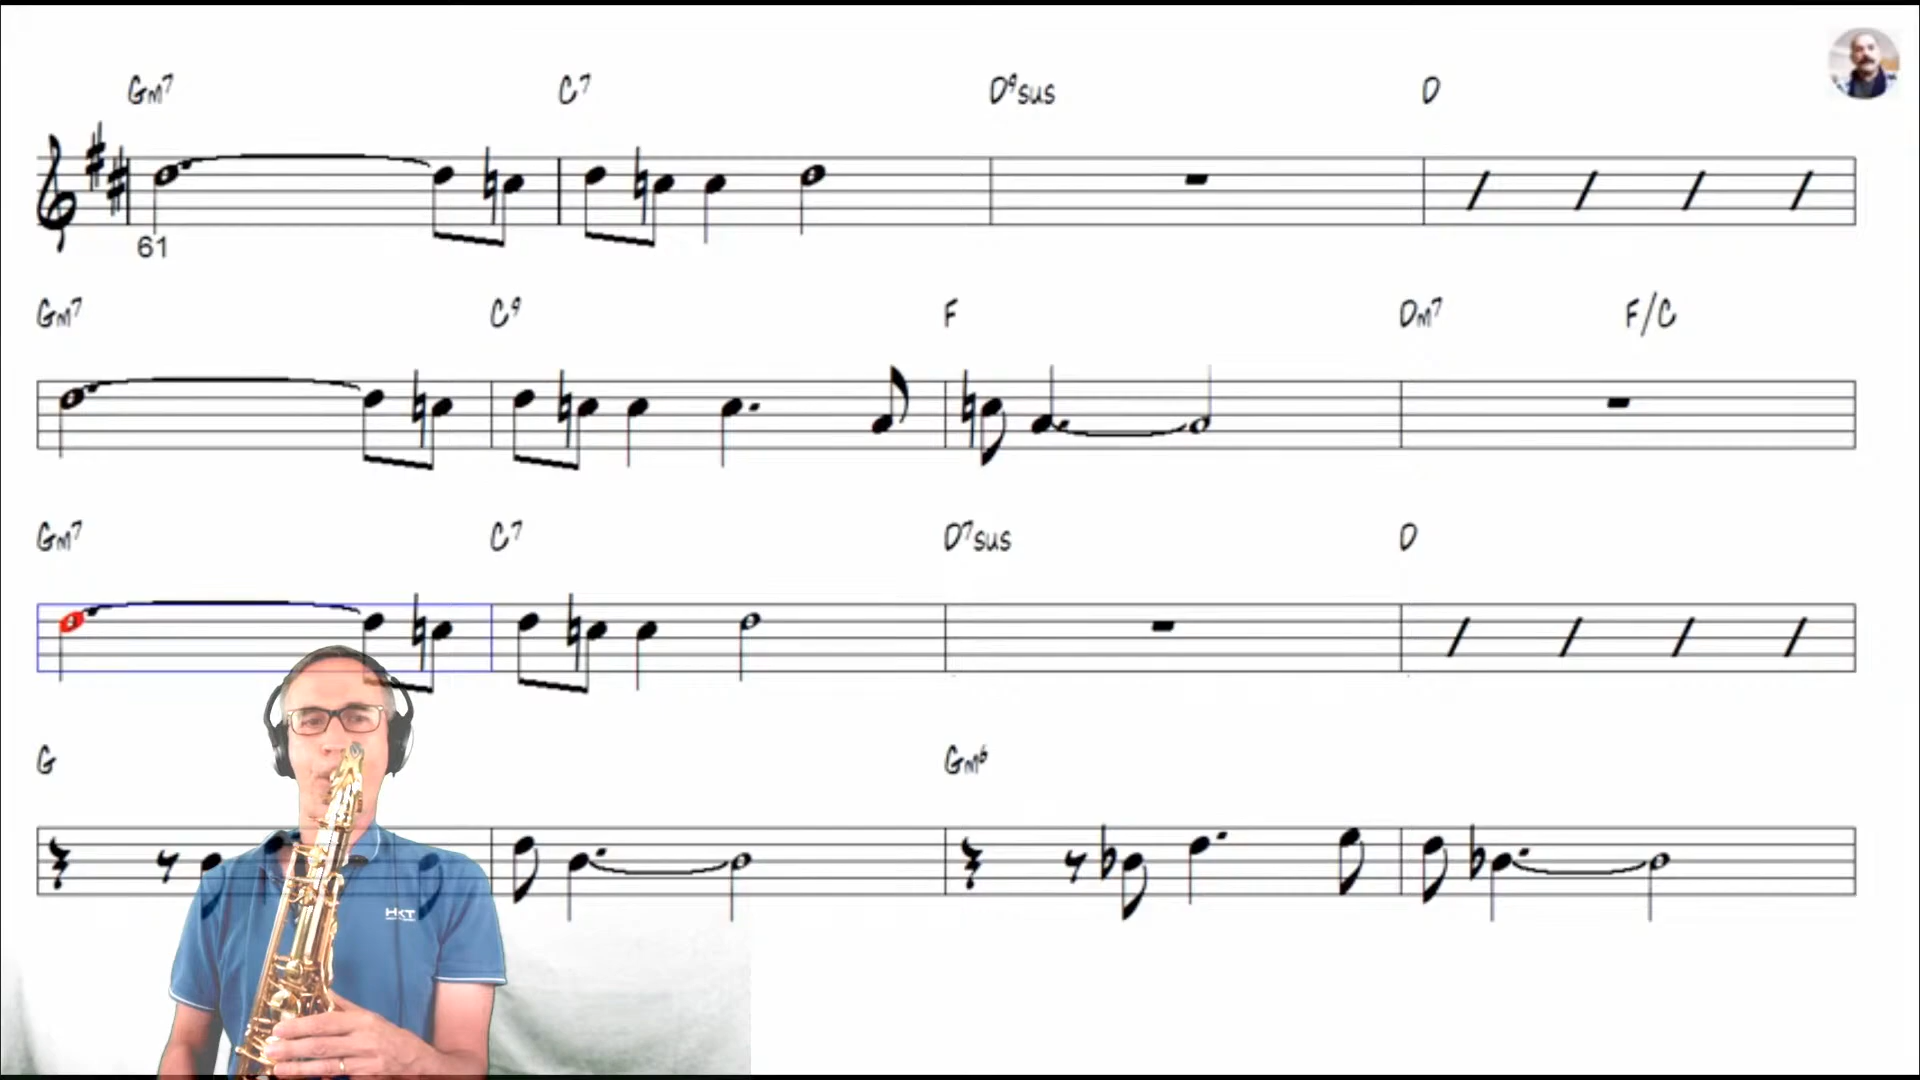 Gm7 C7 D9sus D
61
Gm7 C9 F Dm7 F/C
Gm7 C7 D7sus D
G Gm6
HKT